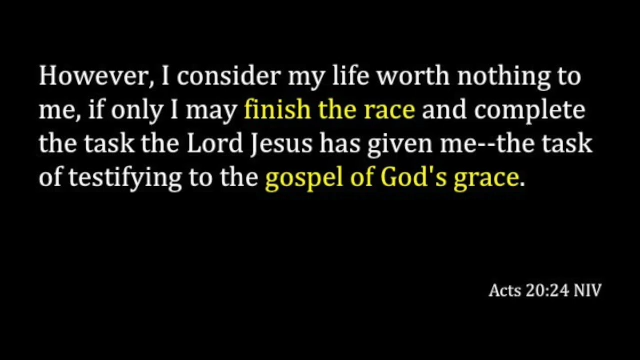 However, I consider my life worth nothing to
me, if only I may finish the race and complete
the task the Lord Jesus has given me--the task
of testifying to the gospel of God's grace.
Acts 20:24 NIV